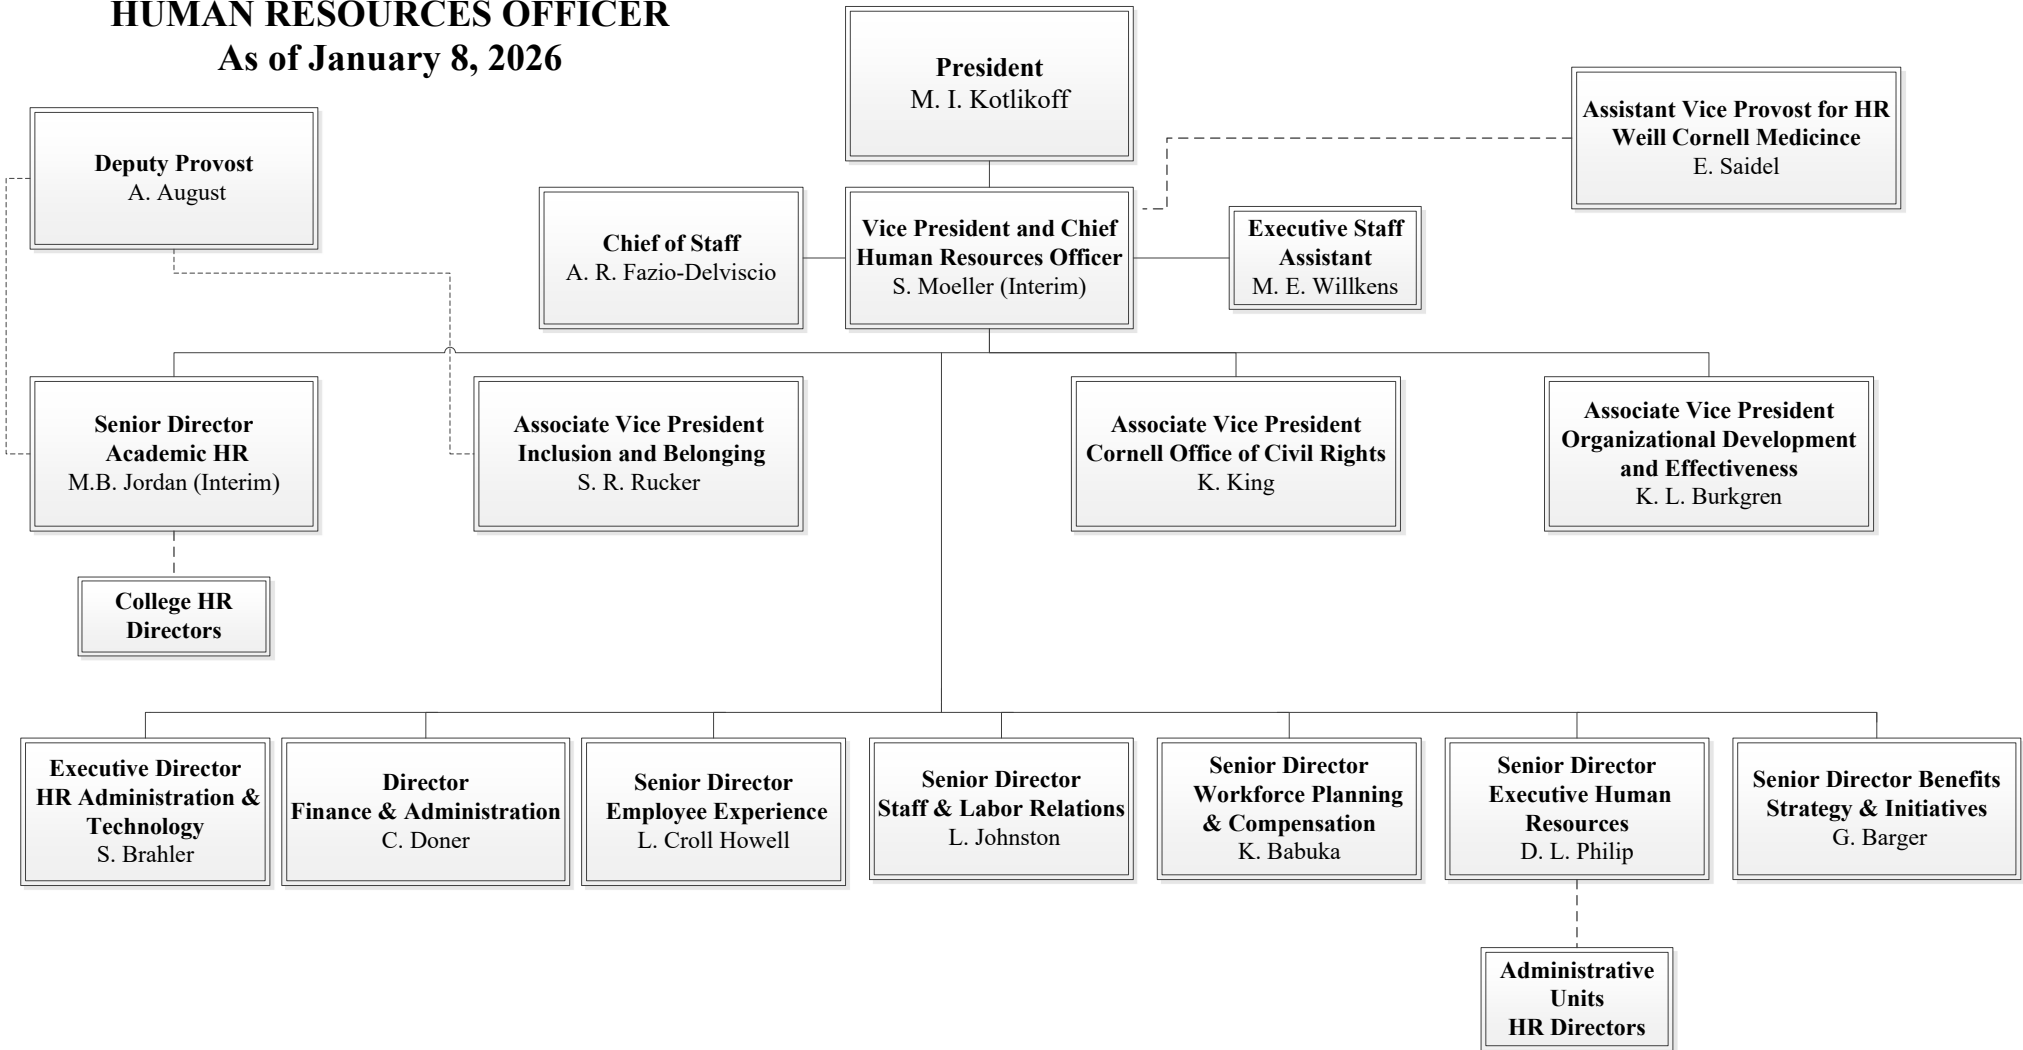 HUMAN RESOURCES OFFICER
As of January 8, 2026
President
M. I. Kotlikoff
Assistant Vice Provost for HR
Weill Cornell Medicince
E. Saidel
Deputy Provost
A. August
Chief of Staff
A. R. Fazio-Delviscio
Vice President and Chief
Human Resources Officer
S. Moeller (Interim)
Executive Staff
Assistant
M. E. Willkens
Senior Director
Academic HR
M.B. Jordan (Interim)
Associate Vice President
Inclusion and Belonging
S. R. Rucker
Associate Vice President
Cornell Office of Civil Rights
K. King
Associate Vice President
Organizational Development
and Effectiveness
K. L. Burkgren
College HR
Directors
Executive Director
HR Administration &
Technology
S. Brahler
Director
Finance & Administration
C. Doner
Senior Director
Employee Experience
L. Croll Howell
Senior Director
Staff & Labor Relations
L. Johnston
Senior Director
Workforce Planning
& Compensation
K. Babuka
Senior Director
Executive Human
Resources
D. L. Philip
Senior Director Benefits
Strategy & Initiatives
G. Barger
Administrative
Units
HR Directors